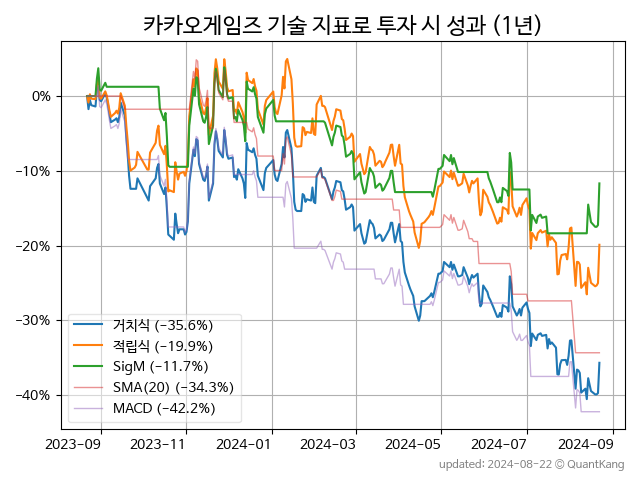 카카오게임즈 기술 지표로 투자 시 성과 (1년)
0%
−10%
−20%
−30%
−40%
거치식 (−35.6%)
적립식 (−19.9%)
SigM (−11.7%)
SMA(20) (−34.3%)
MACD (−42.2%)
2023-09 2023-11 2024-01 2024-03 2024-05 2024-07 2024-09
updated: 2024-08-22 © QuantKang